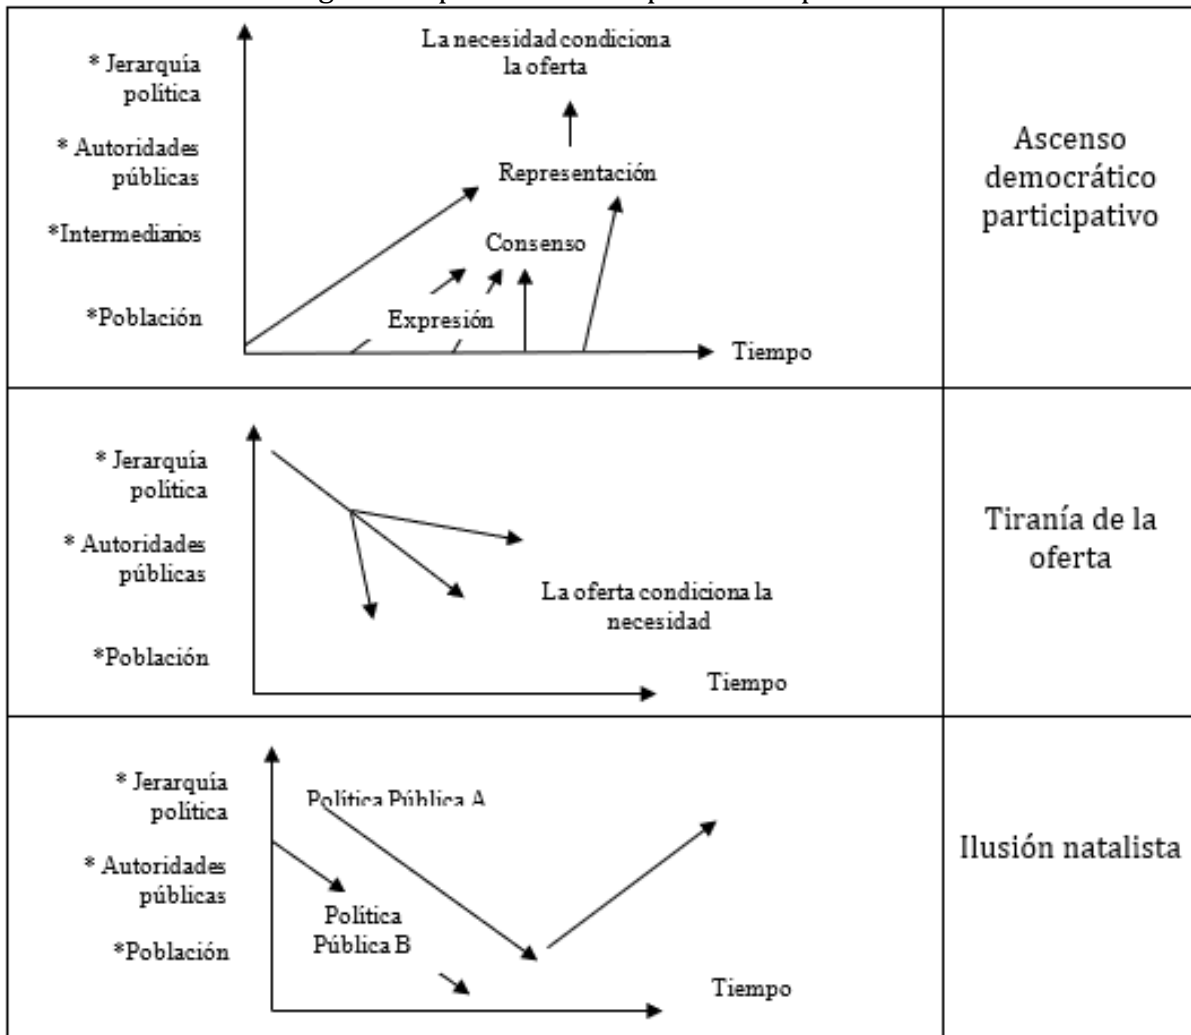 * Jerarquía
política
* Autoridades
públicas
*Intermediarios
*Población
La necesidad condiciona
la oferta
Representación
Consenso
Expresión
Tiempo
Ascenso
democrático
participativo
* Jerarquía
política
* Autoridades
públicas
*Población
La oferta condiciona la
necesidad
Tiempo
Tiranía de la
oferta
* Jerarquía
política
* Autoridades
públicas
*Población
Política Pública A
Política
Pública B
Tiempo
Ilusión natalista